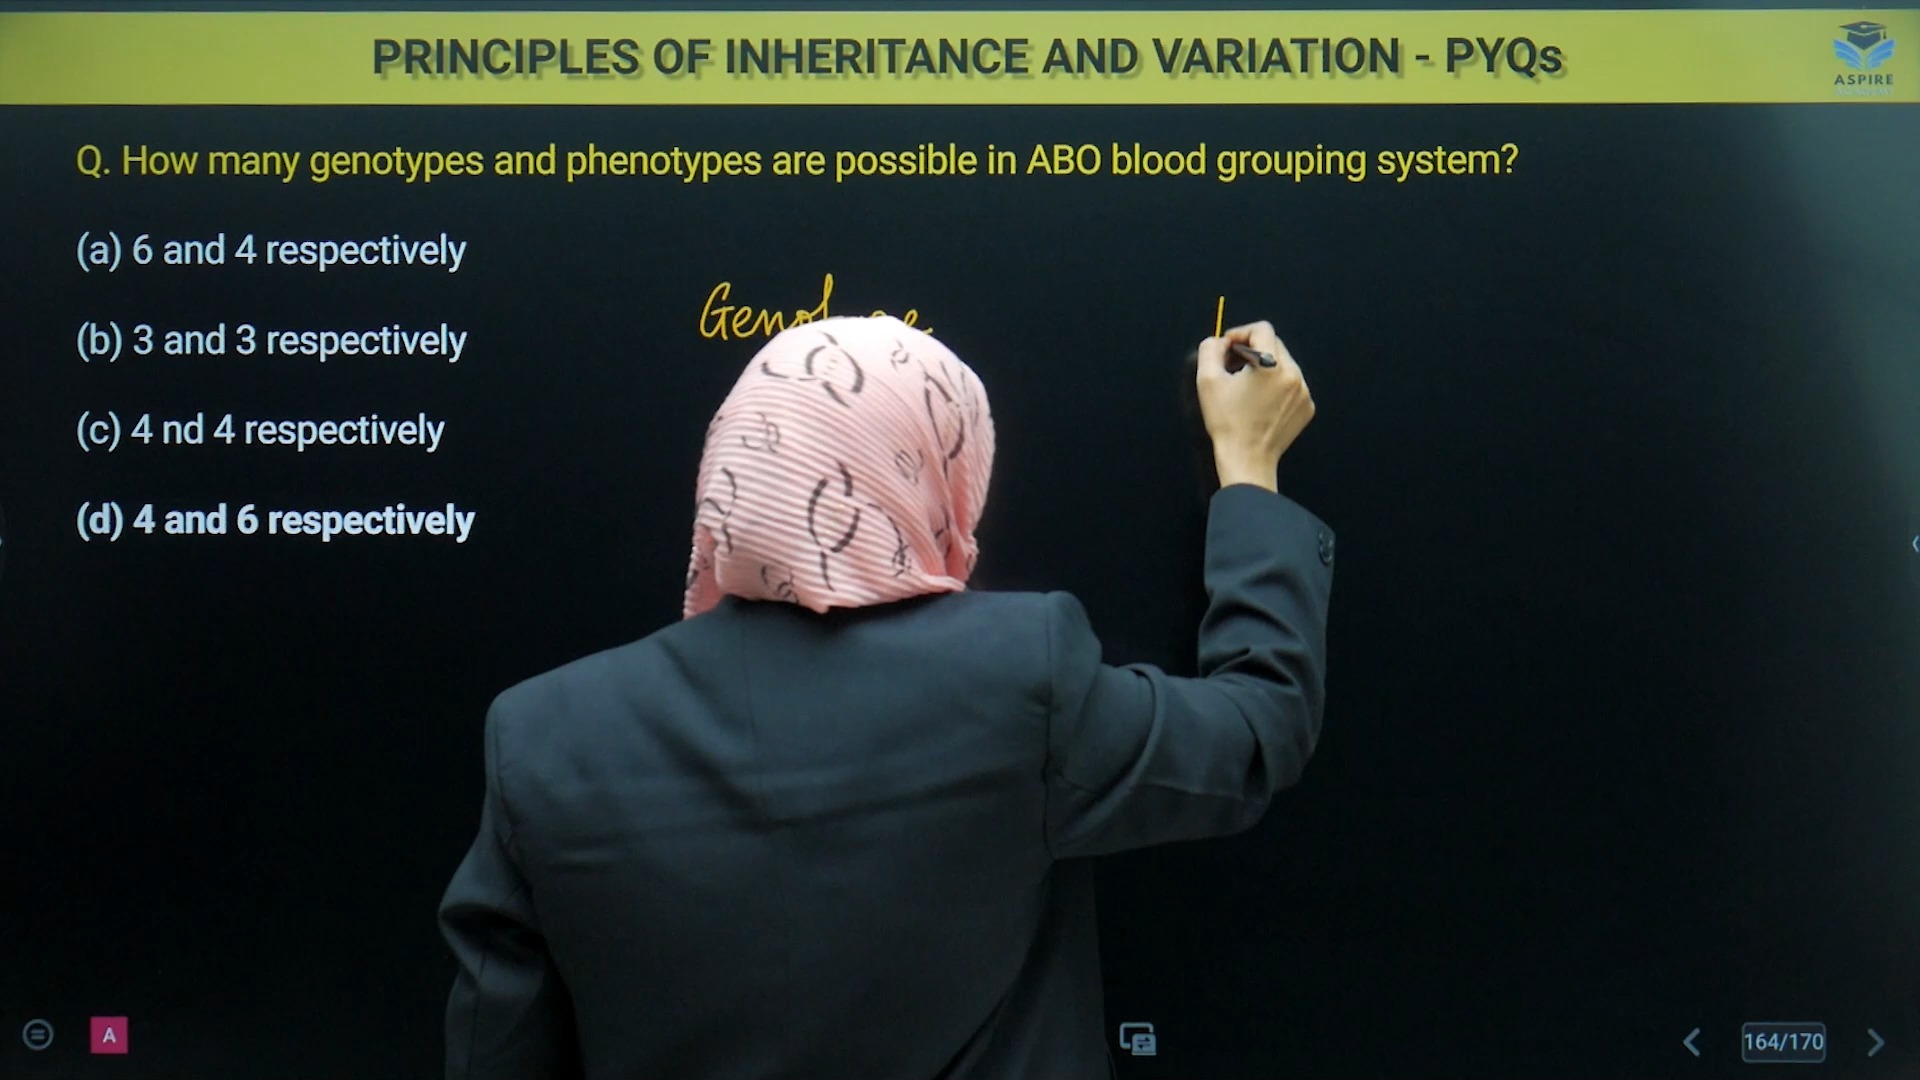 PRINCIPLES OF INHERITANCE AND VARIATION - PYQs
ASPIRE
Q. How many genotypes and phenotypes are possible in ABO blood grouping system?
(a) 6 and 4 respectively
(b) 3 and 3 respectively
(c) 4 nd 4 respectively
(d) 4 and 6 respectively
A
164/170